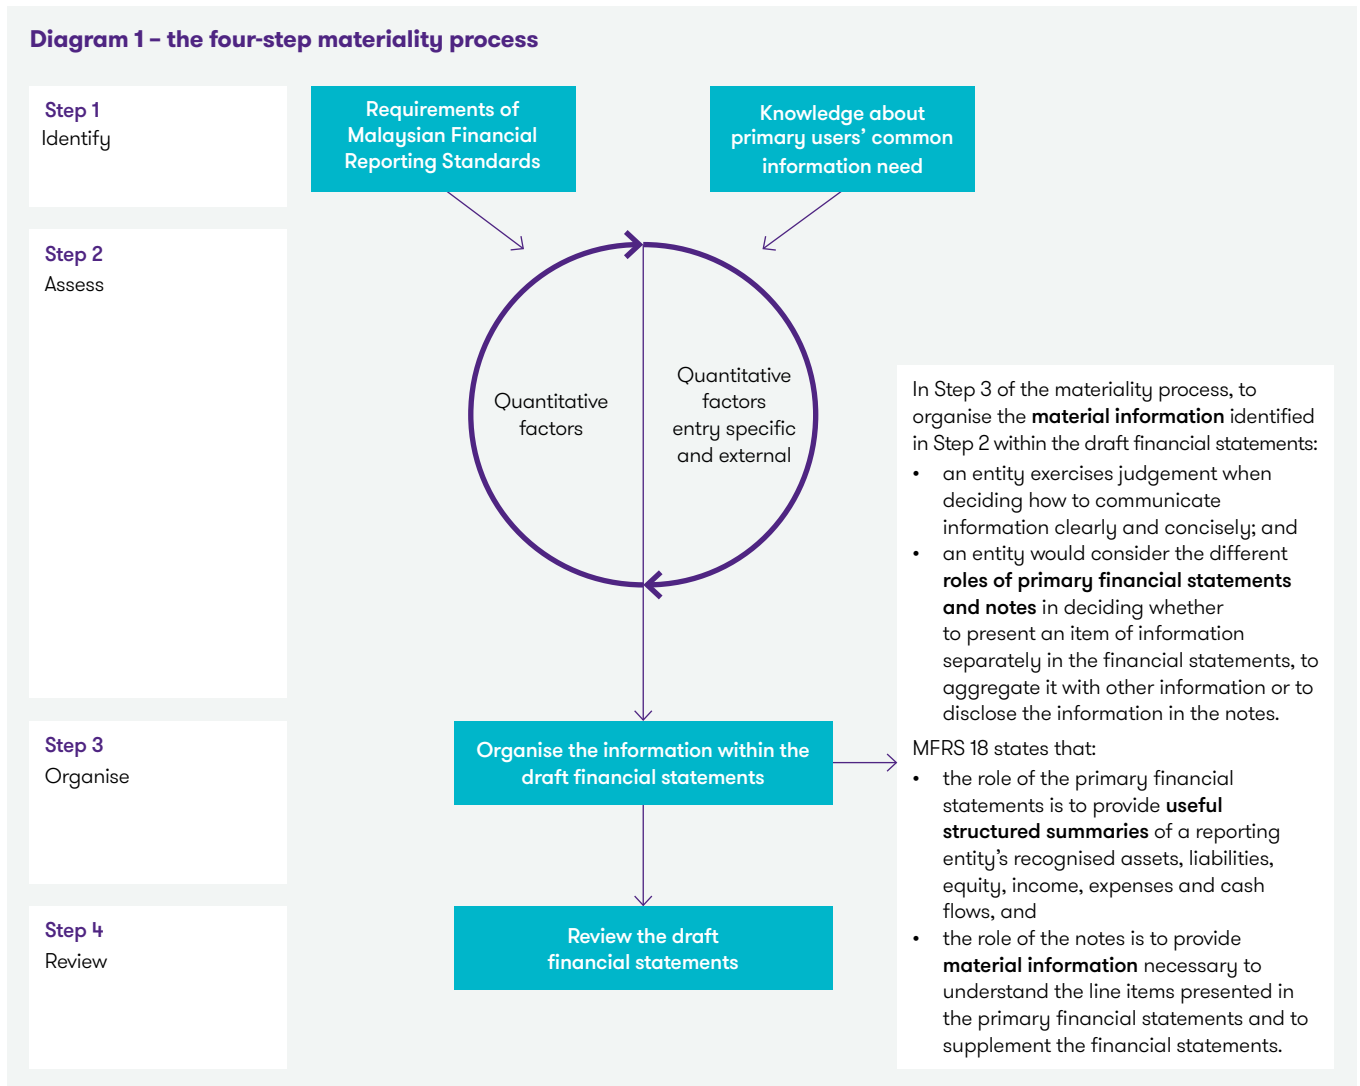 Diagram 1 – the four-step materiality process
Step 1
Identify
Requirements of
Malaysian Financial
Reporting Standards
Knowledge about
primary users’ common
information need
Step 2
Assess
Quantitative
factors
Quantitative
factors
entry specific
and external
Step 3
Organise
Organise the information within the
draft financial statements
Step 4
Review
Review the draft
financial statements
In Step 3 of the materiality process, to
organise the material information identified
in Step 2 within the draft financial statements:
• an entity exercises judgement when
deciding how to communicate
information clearly and concisely; and
• an entity would consider the different
roles of primary financial statements
and notes in deciding whether
to present an item of information
separately in the financial statements, to
aggregate it with other information or to
disclose the information in the notes.
MFRS 18 states that:
• the role of the primary financial
statements is to provide useful
structured summaries of a reporting
entity’s recognised assets, liabilities,
equity, income, expenses and cash
flows, and
• the role of the notes is to provide
material information necessary to
understand the line items presented in
the primary financial statements and to
supplement the financial statements.